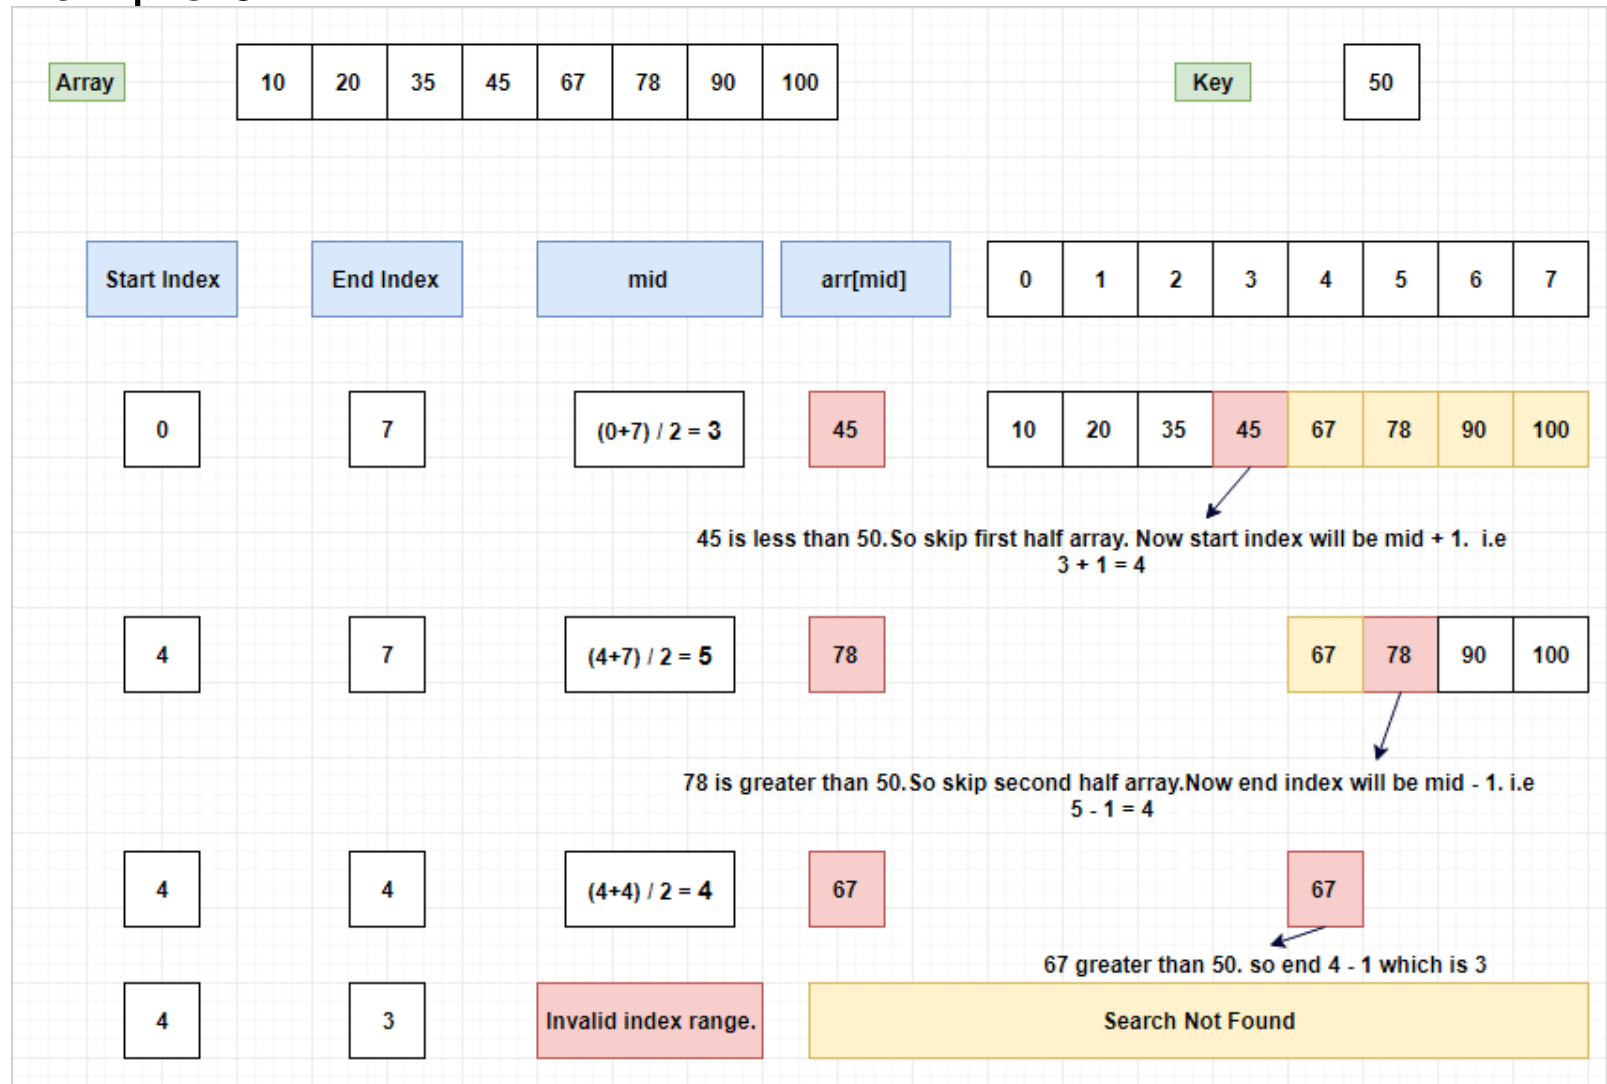 Array 10 20 35 45 67 78 90 100 Key 50
Start Index End Index mid arr[mid] 0 1 2 3 4 5 6 7
0 7 (0+7) / 2 = 3 45 10 20 35 45 67 78 90 100
45 is less than 50.So skip first half array. Now start index will be mid + 1. i.e
3 + 1 = 4
4 7 (4+7) / 2 = 5 78 67 78 90 100
78 is greater than 50.So skip second half array.Now end index will be mid - 1. i.e
5 - 1 = 4
4 4 (4+4) / 2 = 4 67 67
67 greater than 50. so end 4 - 1 which is 3
4 3 Invalid index range. Search Not Found